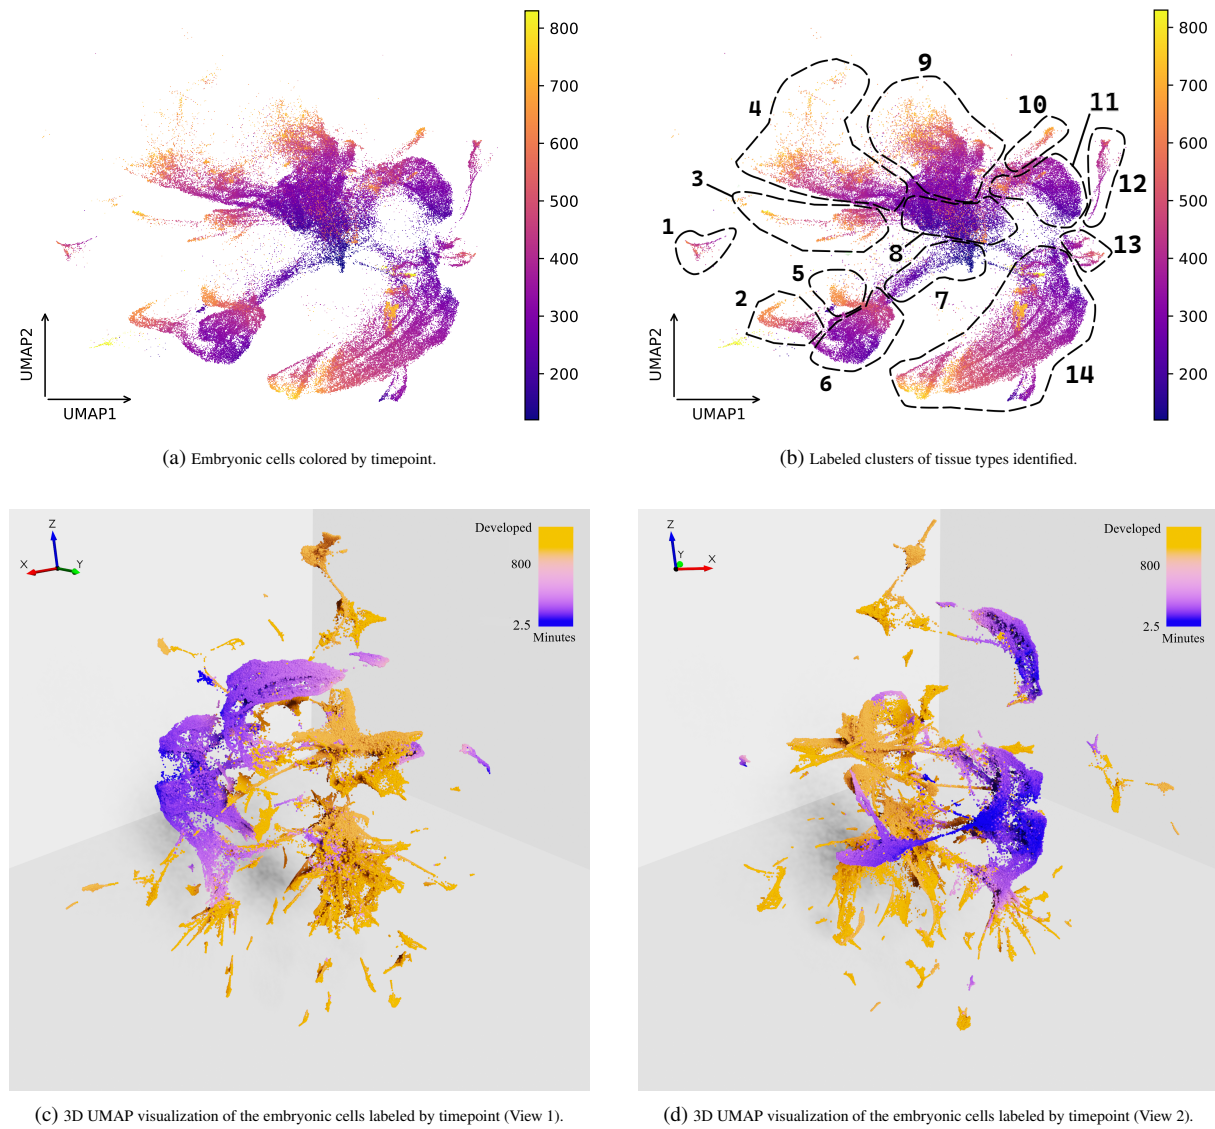 800
700
600
500
400
300
200
UMAP2
UMAP1
(a) Embryonic cells colored by timepoint.
9
4
10
11
3
12
1
13
8
5
2
7
6
14
800
700
600
500
400
300
200
UMAP2
UMAP1
(b) Labeled clusters of tissue types identified.
Z
X
Y
Developed
800
2.5
Minutes
(c) 3D UMAP visualization of the embryonic cells labeled by timepoint (View 1).
Z
Y
X
Developed
800
2.5
Minutes
(d) 3D UMAP visualization of the embryonic cells labeled by timepoint (View 2).